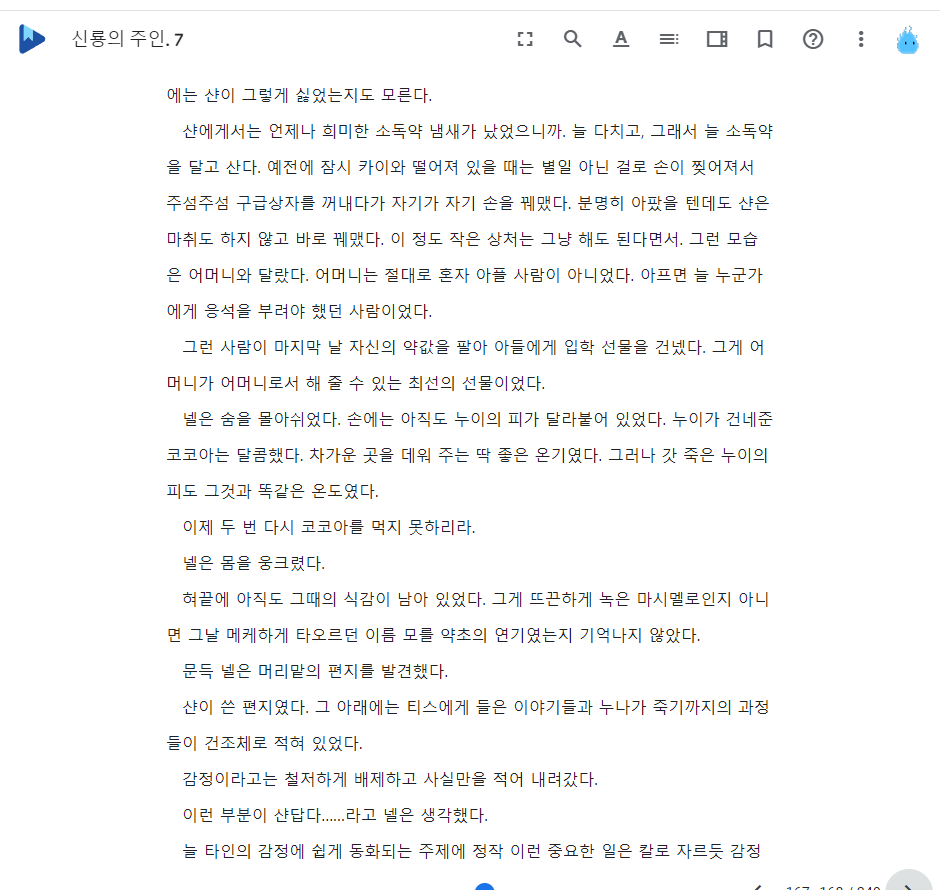 신룡의 주인. 7
에는 샨이 그렇게 싫었는지도 모른다.
샨에게서는 언제나 희미한 소독약 냄새가 났었으니까. 늘 다치고, 그래서 늘 소독약
을 달고 산다. 예전에 잠시 카이와 떨어져 있을 때는 별일 아닌 걸로 손이 찢어져서
주섬주섬 구급상자를 꺼내다가 자기가 자기 손을 꿰맸다. 분명히 아팠을 텐데도 샨은
마취도 하지 않고 바로 꿰맸다. 이 정도 작은 상처는 그냥 해도 된다면서. 그런 모습
은 어머니와 달랐다. 어머니는 절대로 혼자 아플 사람이 아니었다. 아프면 늘 누군가
에게 응석을 부려야 했던 사람이었다.
그런 사람이 마지막 날 자신의 약값을 팔아 아들에게 입학 선물을 건넸다. 그게 어
머니가 어머니로서 해 줄 수 있는 최선의 선물이었다.
넬은 숨을 몰아쉬었다. 손에는 아직도 누이의 피가 달라붙어 있었다. 누이가 건네준
코코아는 달콤했다. 차가운 곳을 데워 주는 딱 좋은 온기였다. 그러나 갓 죽은 누이의
피도 그것과 똑같은 온도였다.
이제 두 번 다시 코코아를 먹지 못하리라.
넬은 몸을 웅크렸다.
혀끝에 아직도 그때의 식감이 남아 있었다. 그게 뜨끈하게 녹은 마시멜로인지 아니
면 그날 메케하게 타오르던 이름 모를 약초의 연기였는지 기억나지 않았다.
문득 넬은 머리맡의 편지를 발견했다.
샨이 쓴 편지였다. 그 아래에는 티스에게 들은 이야기들과 누나가 죽기까지의 과정
들이 건조체로 적혀 있었다.
감정이라고는 철저하게 배제하고 사실만을 적어 내려갔다.
이런 부분이 샨답다……라고 넬은 생각했다.
늘 타인의 감정에 쉽게 동화되는 주제에 정작 이런 중요한 일은 칼로 자르듯 감정